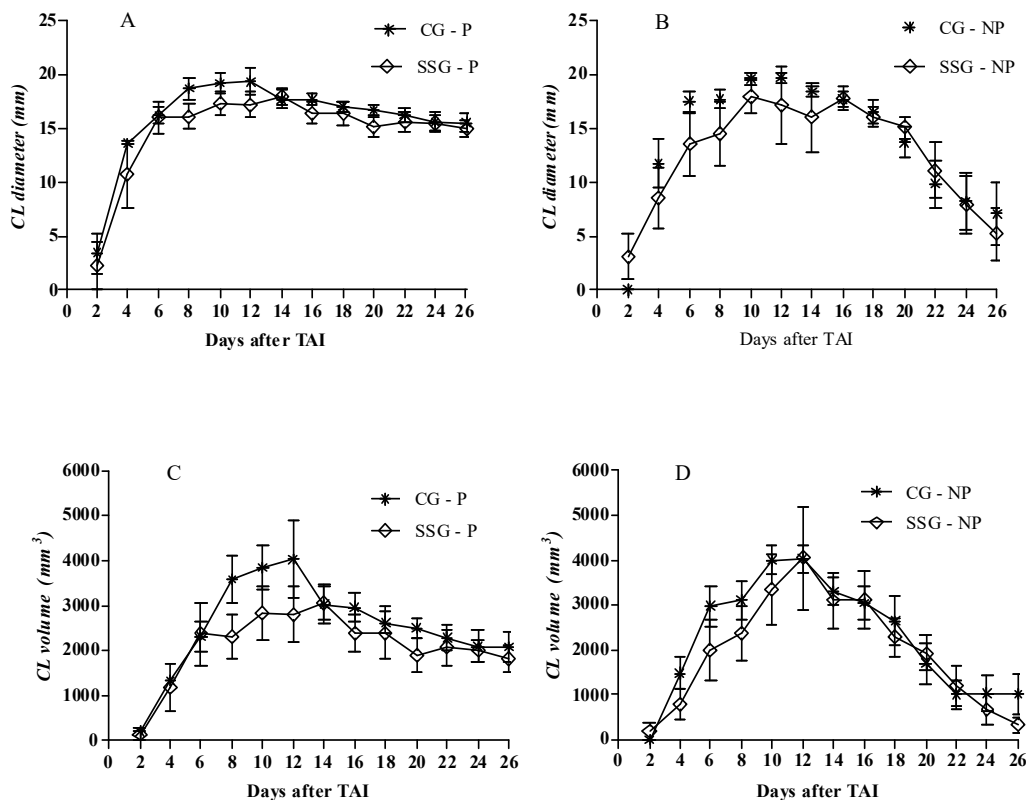 A
CG - P
SSG - P
25
20
15
10
5
0
CL diameter (mm)
0 2 4 6 8 10 12 14 16 18 20 22 24 26
Days after TAI
B
CG - NP
SSG - NP
25
20
15
10
5
0
CL diameter (mm)
0 2 4 6 8 10 12 14 16 18 20 22 24 26
Days after TAI
C
CG - P
SSG - P
6000
5000
4000
3000
2000
1000
0
CL volume (mm³)
0 2 4 6 8 10 12 14 16 18 20 22 24 26
Days after TAI
D
CG - NP
SSG - NP
6000
5000
4000
3000
2000
1000
0
CL volume (mm³)
0 2 4 6 8 10 12 14 16 18 20 22 24 26
Days after TAI